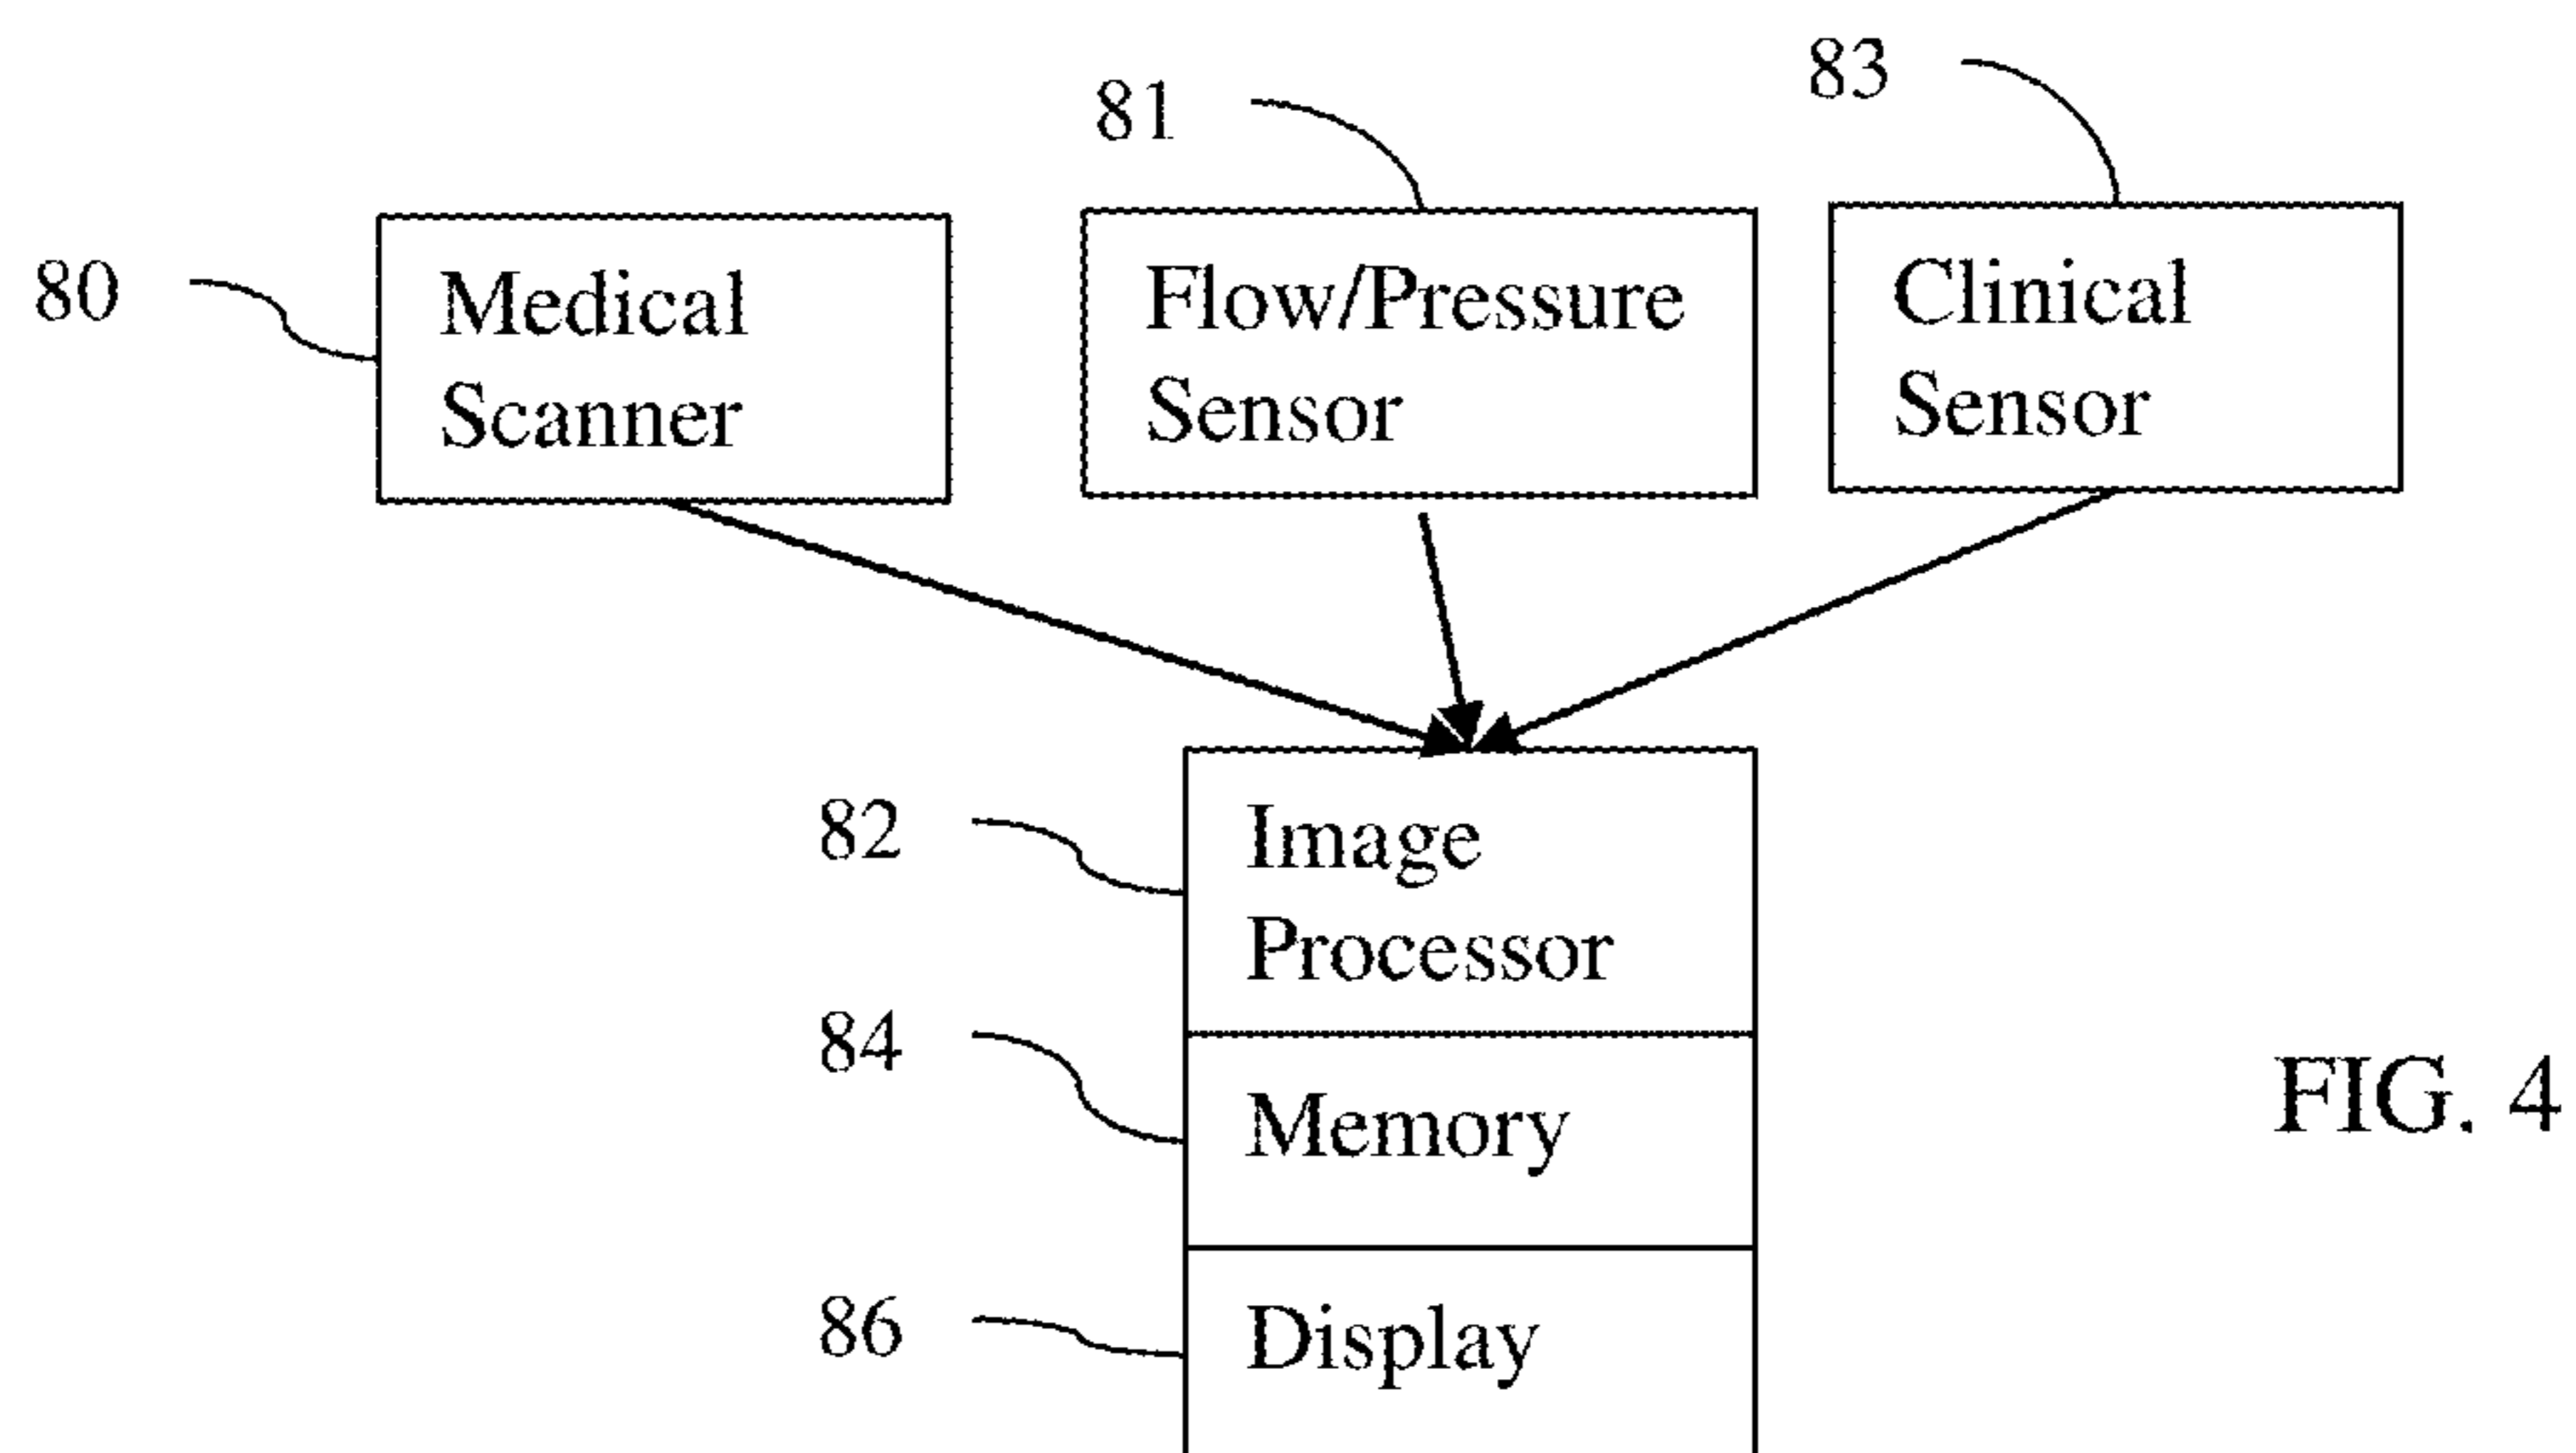 83
81
80
Medical
Scanner
Flow/Pressure
Sensor
Clinical
Sensor
82
Image
Processor
84
Memory
86
Display
FIG. 4